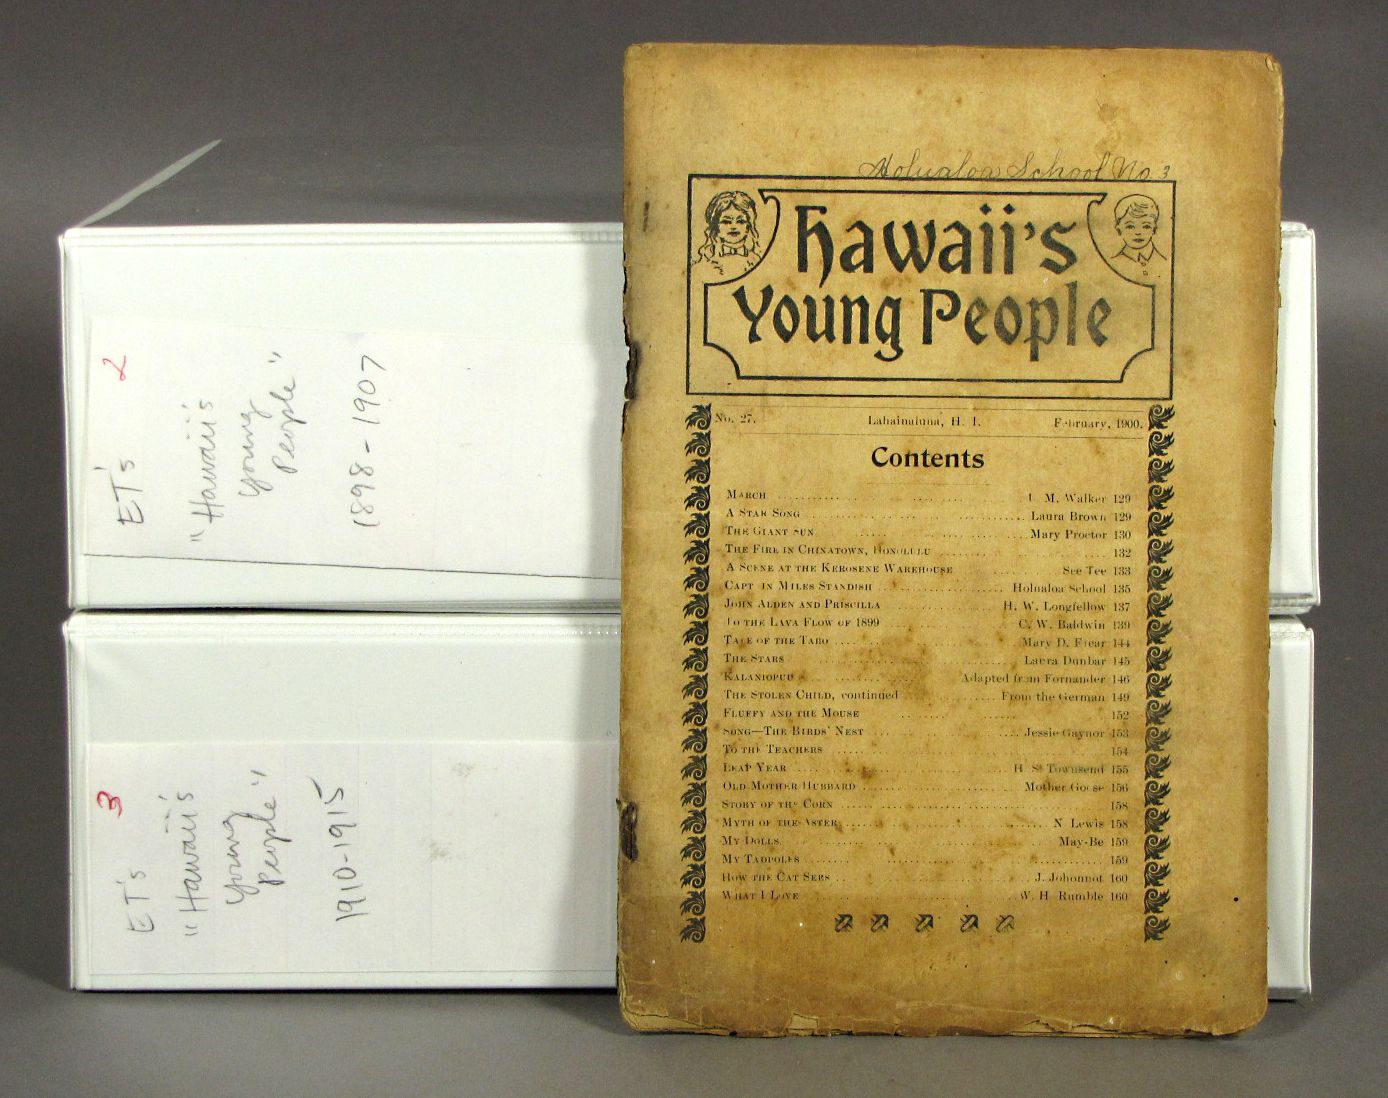 2
ET's
"Hawaii's
Young
People"
1898-1907
3
ET's
"Hawaii's
Young
People"
1910-1915
Holualoa School No. 3
Hawaii's
Young People
No. 27. Lahainaluna, H. I. February, 1900.
Contents
MARCH L. M. Walker 129
A STAR SONG Laura Brown 129
THE GIANT SUN Mary Proctor 130
THE FIRE IN CHINATOWN, HONOLULU 132
A SCENE AT THE KEROSENE WAREHOUSE See Tee 133
CAPTAIN MILES STANDISH Holualoa School 135
JOHN ALDEN AND PRISCILLA H. W. Longfellow 137
TO THE LAVA FLOW OF 1899 C. W. Baldwin 139
TALE OF THE TARO Mary D. Frear 144
THE STARS Laura Dunbar 145
KALANIOPUU Adapted from Fornander 146
THE STOLEN CHILD, continued From the German 149
FLUFFY AND THE MOUSE 152
SONG—THE BIRDS' NEST Jessie Gaynor 153
TO THE TEACHERS 154
LEAP YEAR H. S. Townsend 155
OLD MOTHER HUBBARD Mother Goose 156
STORY OF THE CORN 158
MYTH OF THE ASTER N. Lewis 158
MY DOLLS May-Be 159
MY TADPOLES 159
HOW THE CAT SEES J. Johonnot 160
WHAT I LOVE W. H. Rumble 160